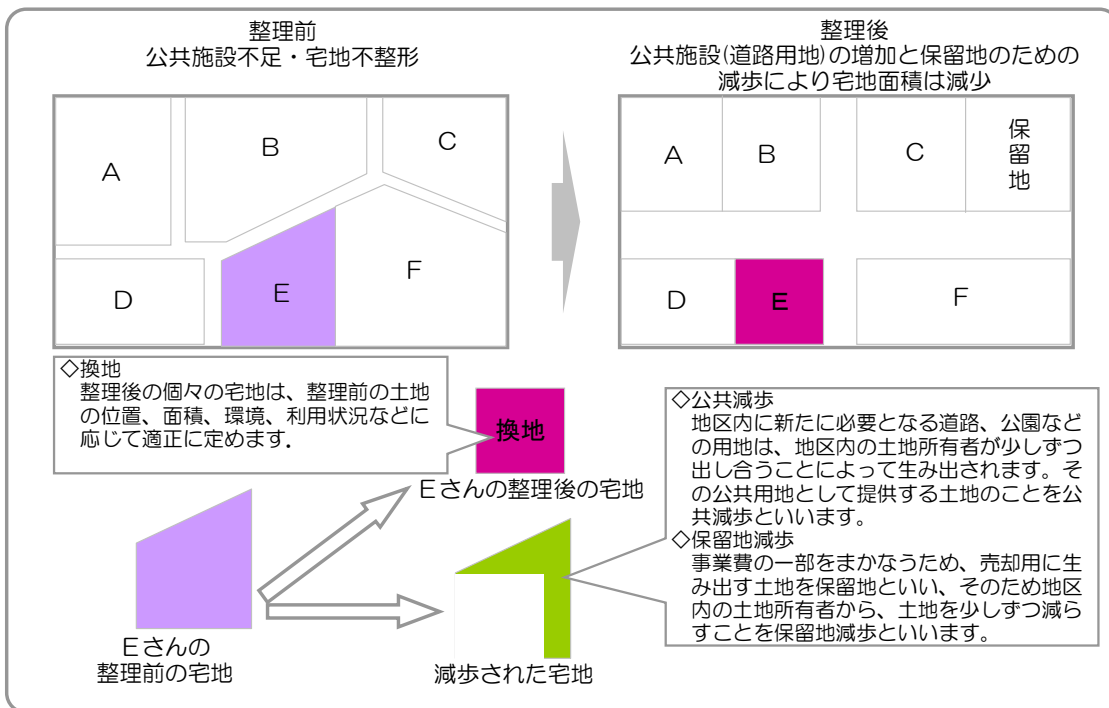 整理前
公共施設不足・宅地不整形
A
B
C
D
E
F
整理後
公共施設(道路用地)の増加と保留地のための
減歩により宅地面積は減少
A
B
C
保留地
D
E
F
◇換地
整理後の個々の宅地は、整理前の土地
の位置、面積、環境、利用状況などに
応じて適正に定めます.
換地
Eさんの整理後の宅地
Eさんの
整理前の宅地
減歩された宅地
◇公共減歩
地区内に新たに必要となる道路、公園など
の用地は、地区内の土地所有者が少しずつ
出し合うことによって生み出されます。そ
の公共用地として提供する土地のことを公
共減歩といいます。
◇保留地減歩
事業費の一部をまかなうため、売却用に生
み出す土地を保留地といい、そのため地区
内の土地所有者から、土地を少しずつ減ら
すことを保留地減歩といいます。